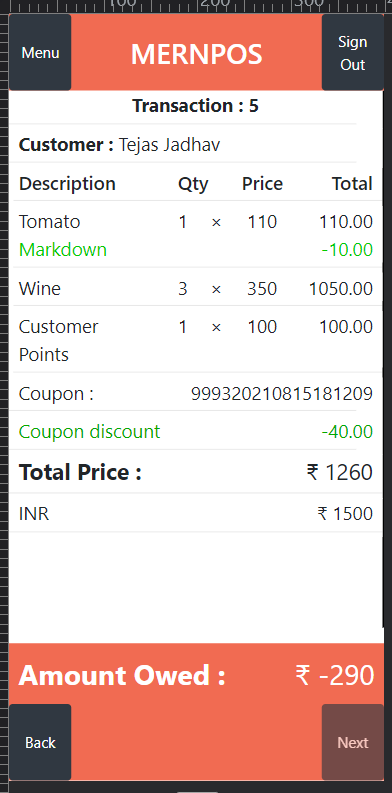 100 200 300
Menu MERNPOS Sign Out
Transaction : 5
Customer : Tejas Jadhav
Description Qty Price Total
Tomato 1 × 110 110.00
Markdown -10.00
Wine 3 × 350 1050.00
Customer Points 1 × 100 100.00
Coupon : 999320210815181209
Coupon discount -40.00
Total Price : ₹ 1260
INR ₹ 1500
Amount Owed : ₹ -290
Back Next